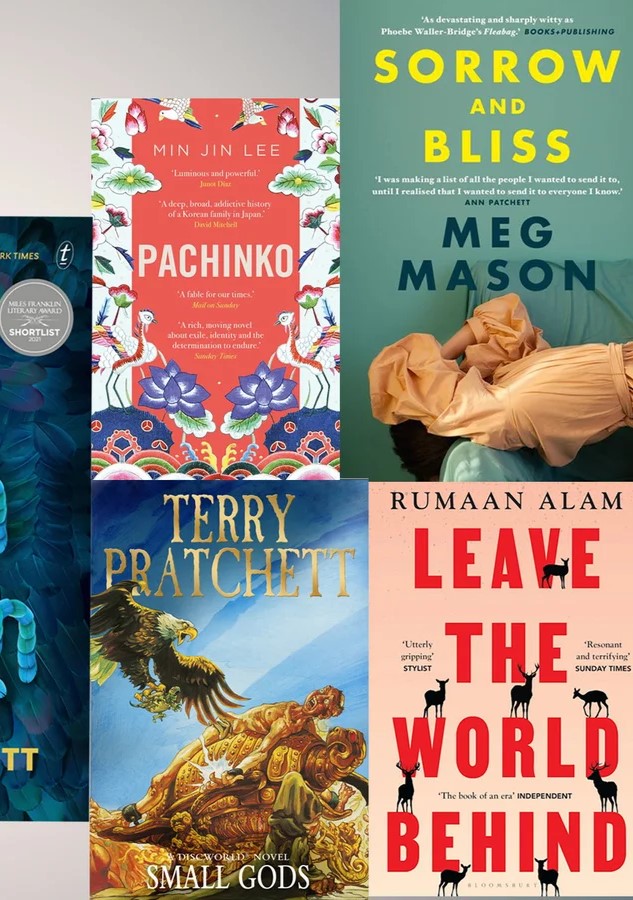 RK TIMES
t
MILES FRANKLIN
LITERARY AWARD
SHORTLIST
2021
n
TT
MIN JIN LEE
‘Luminous and powerful.’
Junot Díaz
‘A deep, broad, addictive history
of a Korean family in Japan.’
David Mitchell
PACHINKO
‘A fable for our times.’
Mail on Sunday
‘A rich, moving novel
about exile, identity and the
determination to endure.’
Sunday Times
‘As devastating and sharply witty as
Phoebe Waller-Bridge’s Fleabag.’ BOOKS+PUBLISHING
SORROW
AND
BLISS
‘I was making a list of all the people I wanted to send it to,
until I realised that I wanted to send it to everyone I know.’
ANN PATCHETT
MEG
MASON
TERRY
PRATCHETT
A DISCWORLD NOVEL
SMALL GODS
RUMAAN ALAM
LEAVE
THE
‘Utterly
gripping’
STYLIST
‘Resonant
and terrifying’
SUNDAY TIMES
WORLD
‘The book of an era’ INDEPENDENT
BEHIND
BLOOMSBURY